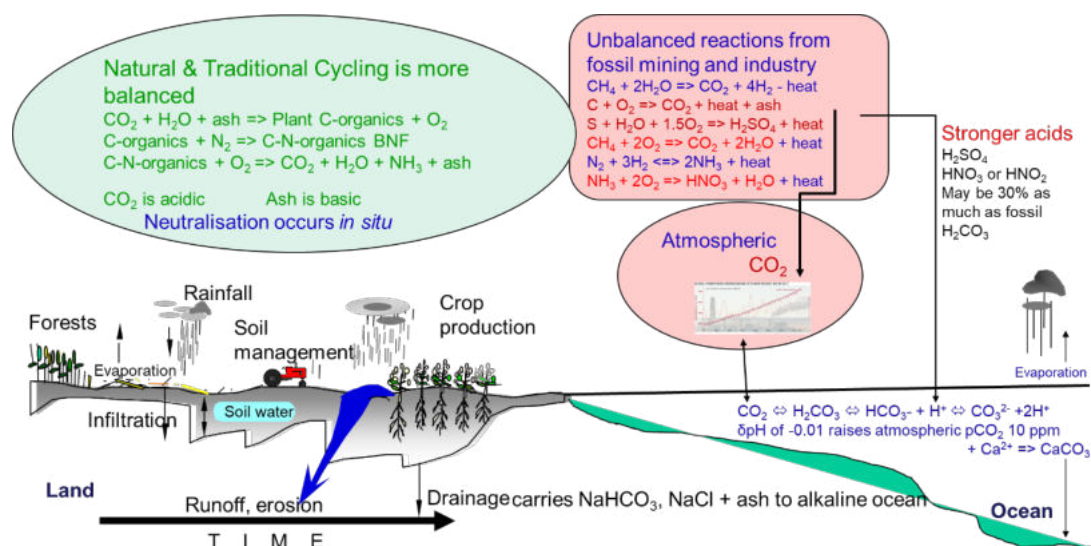 Natural & Traditional Cycling is more
balanced
CO₂ + H₂O + ash => Plant C-organics + O₂
C-organics + N₂ => C-N-organics BNF
C-N-organics + O₂ => CO₂ + H₂O + NH₃ + ash
CO₂ is acidic Ash is basic
Neutralisation occurs in situ
Unbalanced reactions from
fossil mining and industry
CH₄ + 2H₂O => CO₂ + 4H₂ - heat
C + O₂ => CO₂ + heat + ash
S + H₂O + 1.5O₂ => H₂SO₄ + heat
CH₄ + 2O₂ => CO₂ + 2H₂O + heat
N₂ + 3H₂ <=> 2NH₃ + heat
NH₃ + 2O₂ => HNO₃ + H₂O + heat
Stronger acids
H₂SO₄
HNO₃ or HNO₂
May be 30% as
much as fossil
H₂CO₃
Atmospheric
CO₂
Rainfall
Forests
Evaporation
Infiltration
Soil
management
Soil water
Crop
production
Evaporation
CO₂ ⇔ H₂CO₃ ⇔ HCO₃- + H⁺ ⇔ CO₃²⁻ +2H⁺
δpH of -0.01 raises atmospheric pCO₂ 10 ppm
+ Ca²⁺ => CaCO₃
Land
Runoff, erosion
Drainage carries NaHCO₃, NaCl + ash to alkaline ocean
Ocean
T I M E